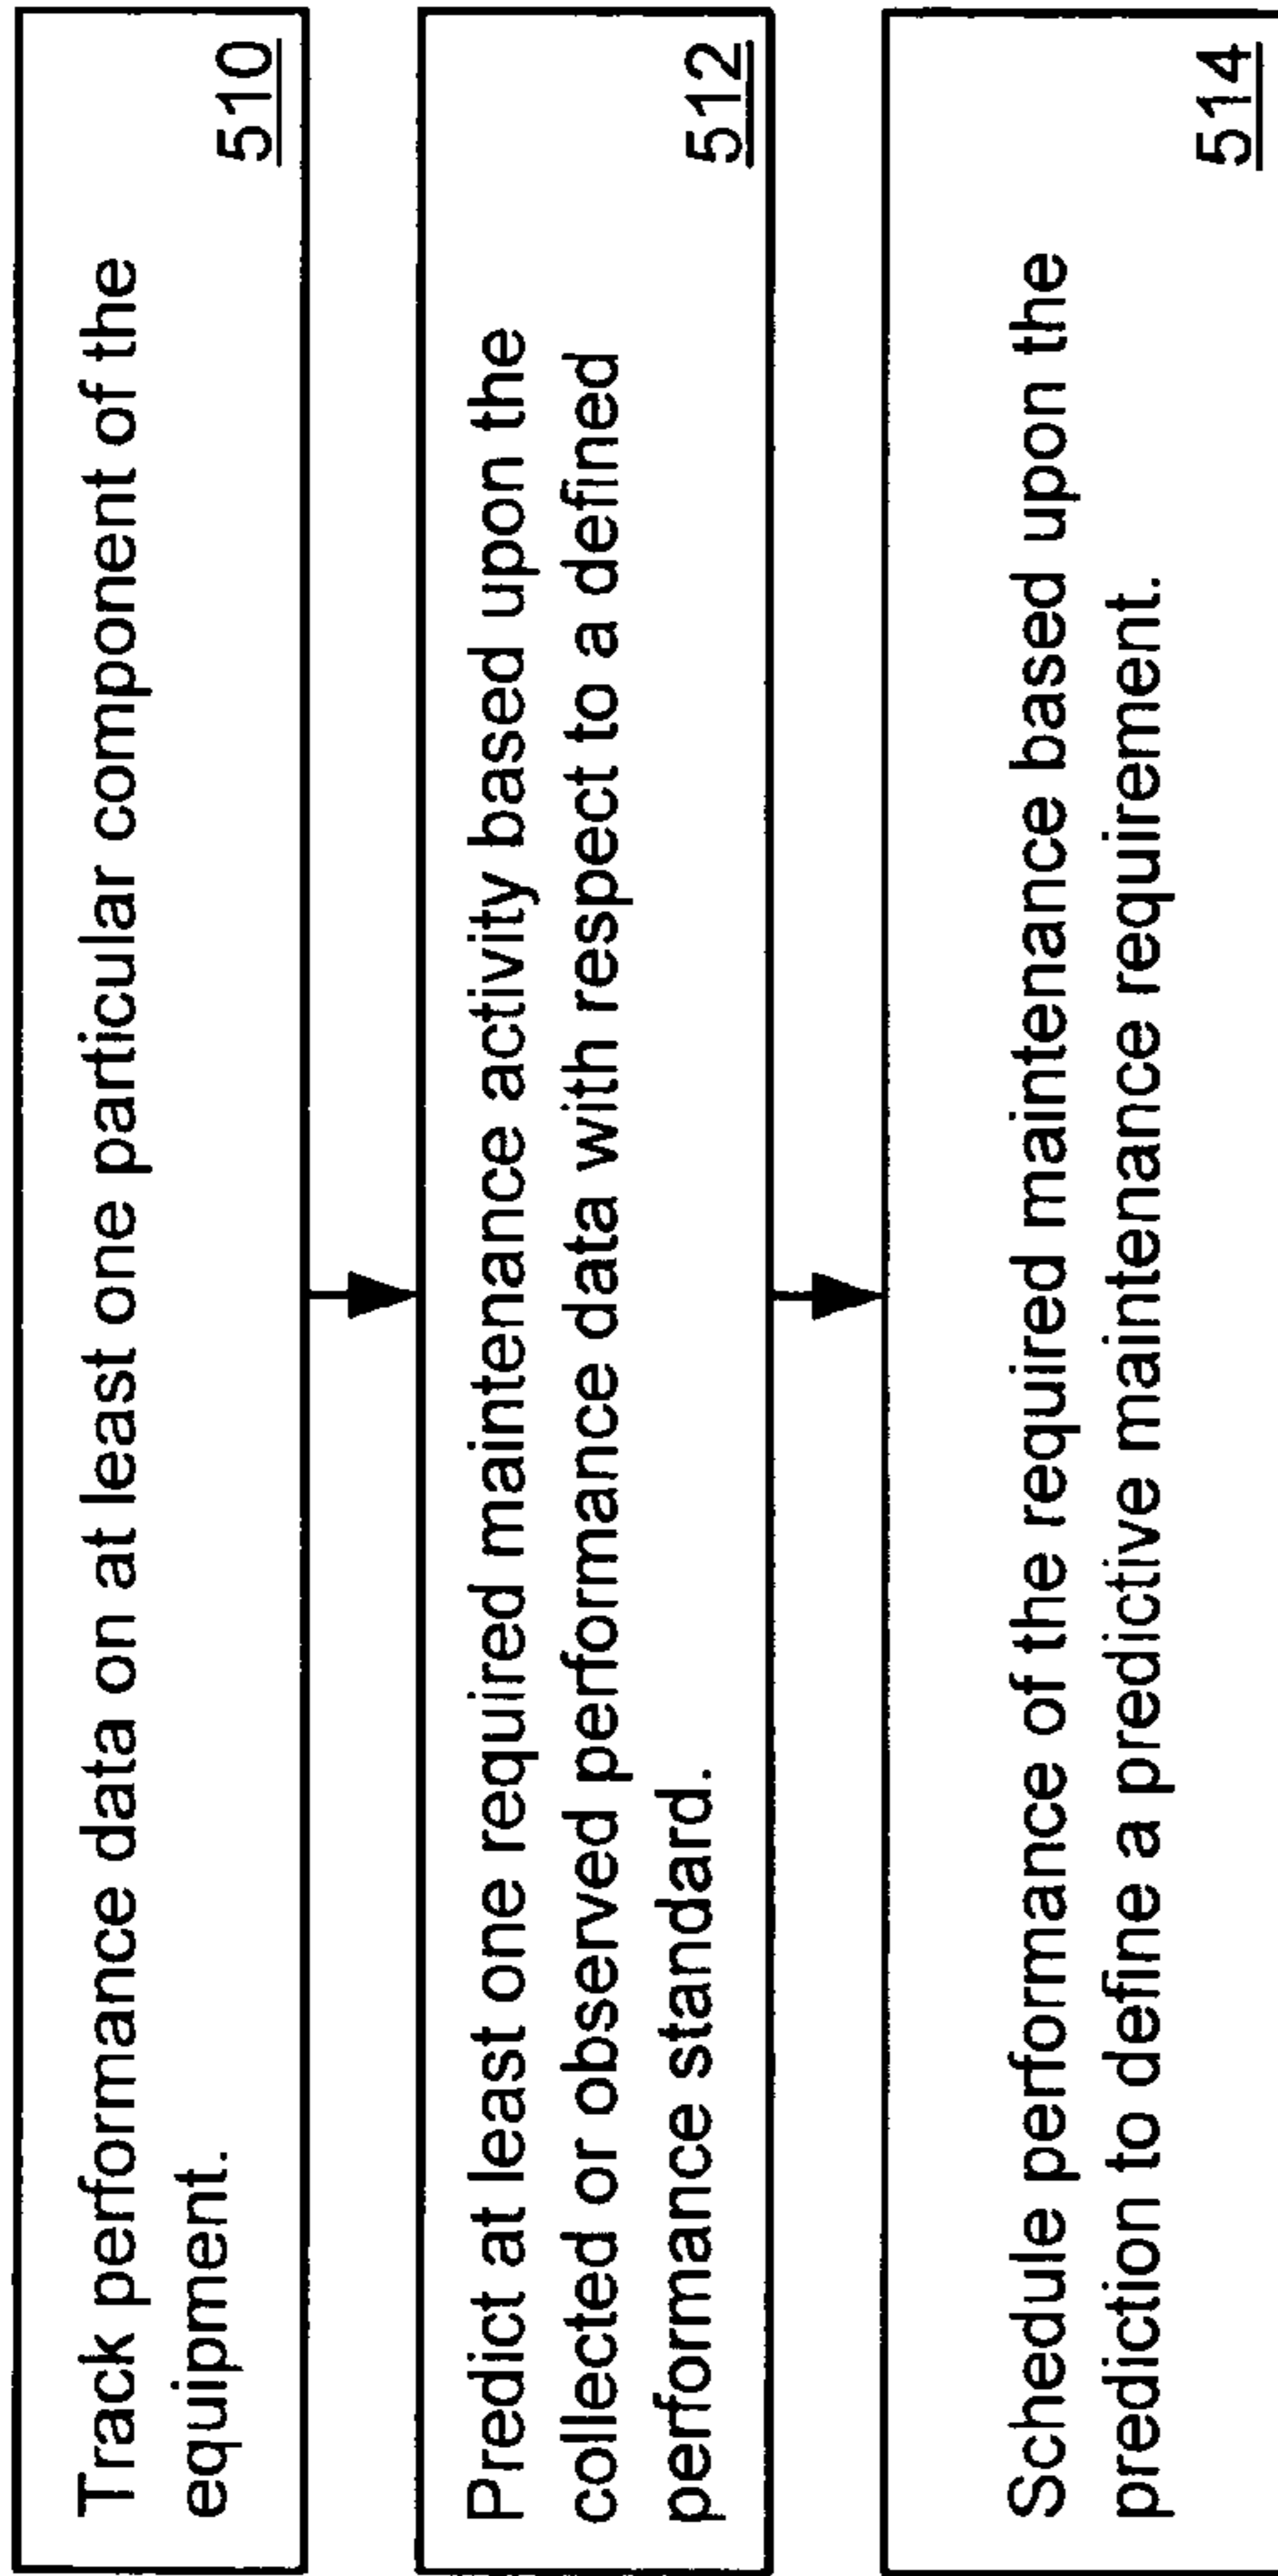 Track performance data on at least one particular component of the
equipment.
510
Predict at least one required maintenance activity based upon the
collected or observed performance data with respect to a defined
performance standard.
512
Schedule performance of the required maintenance based upon the
prediction to define a predictive maintenance requirement.
514